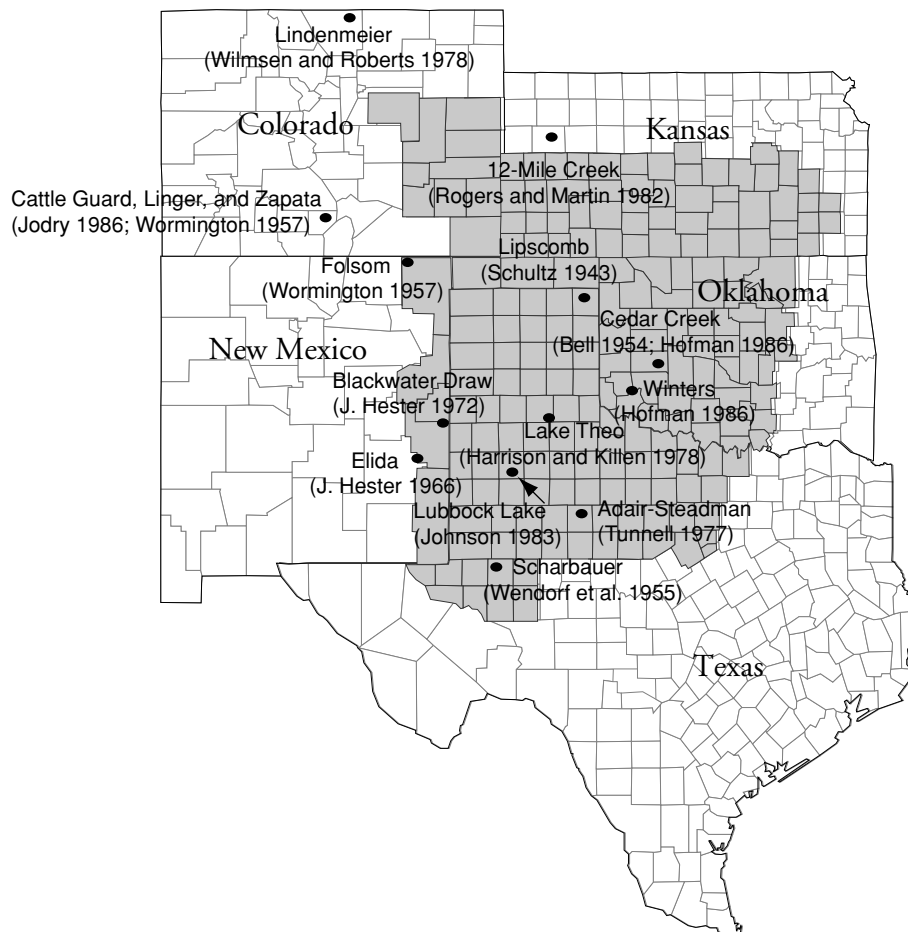 Lindenmeier
(Wilmsen and Roberts 1978)
Colorado
Kansas
12-Mile Creek
(Rogers and Martin 1982)
Cattle Guard, Linger, and Zapata
(Jodry 1986; Wormington 1957)
Lipscomb
(Schultz 1943)
Folsom
(Wormington 1957)
Oklahoma
Cedar Creek
(Bell 1954; Hofman 1986)
New Mexico
Blackwater Draw
(J. Hester 1972)
Winters
(Hofman 1986)
Lake Theo
(Harrison and Killen 1978)
Elida
(J. Hester 1966)
Lubbock Lake
(Johnson 1983)
Adair-Steadman
(Tunnell 1977)
Scharbauer
(Wendorf et al. 1955)
Texas